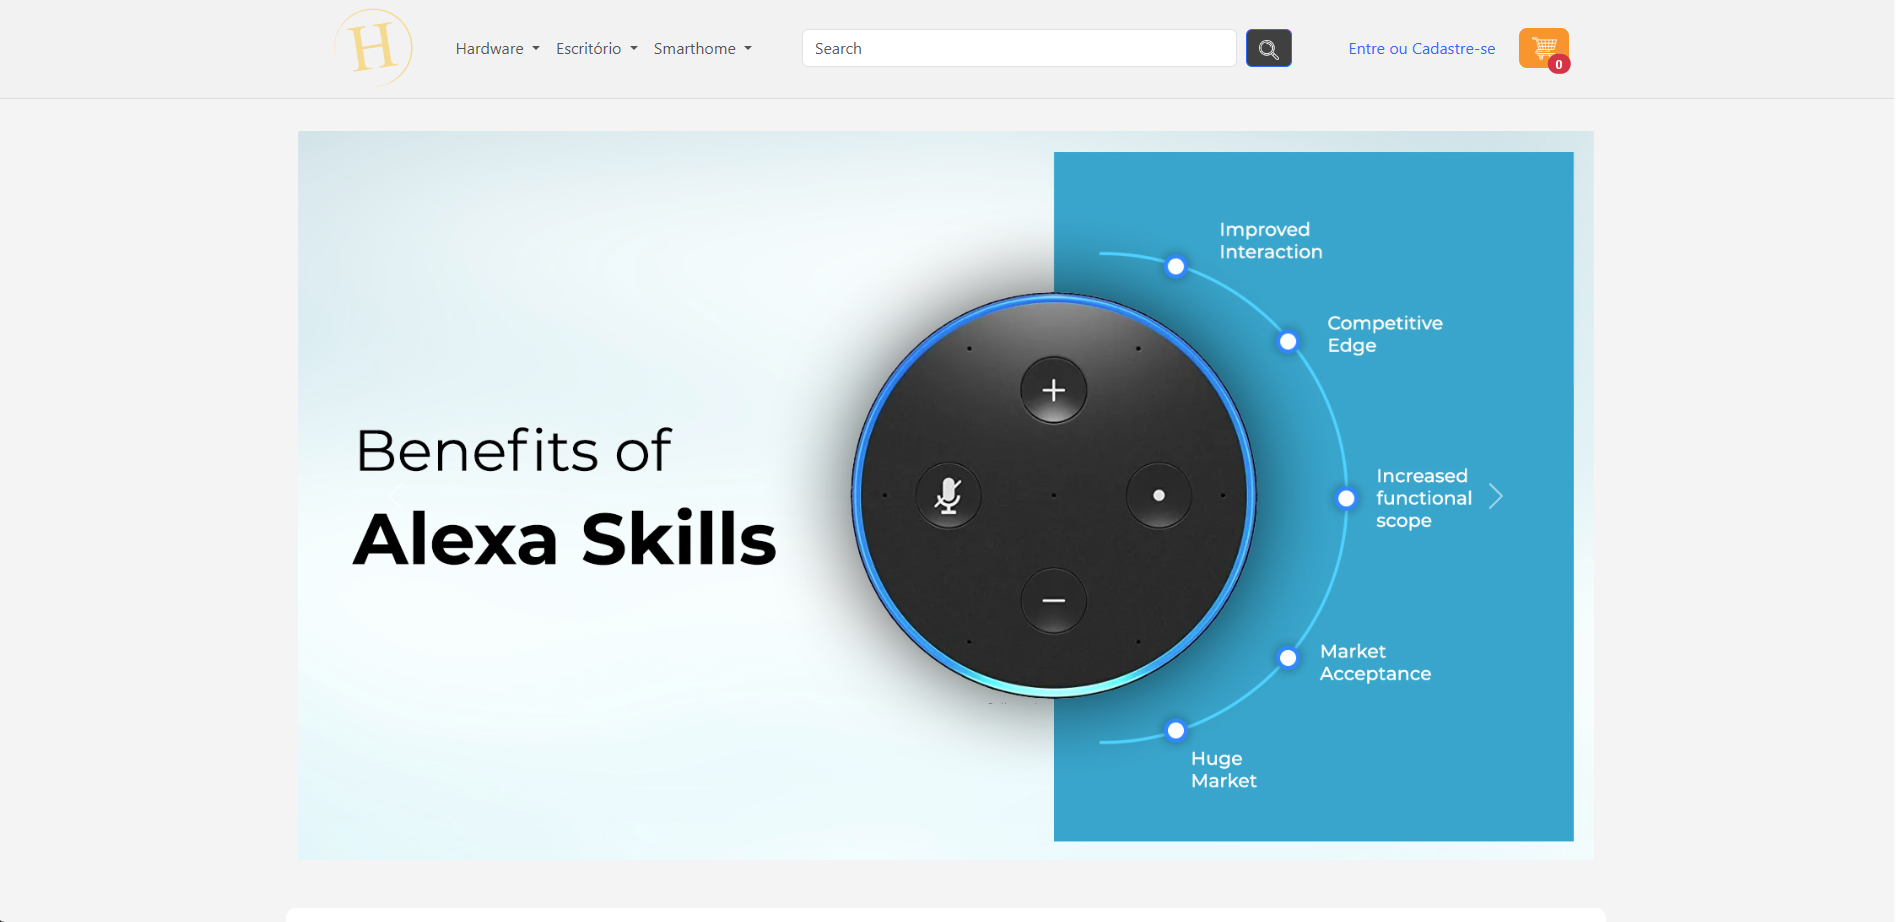 H
Hardware
Escritório
Smarthome
Search
Entre ou Cadastre-se
0
Improved
Interaction
Competitive
Edge
Benefits of
Alexa Skills
Increased
functional
scope
Market
Acceptance
Huge
Market